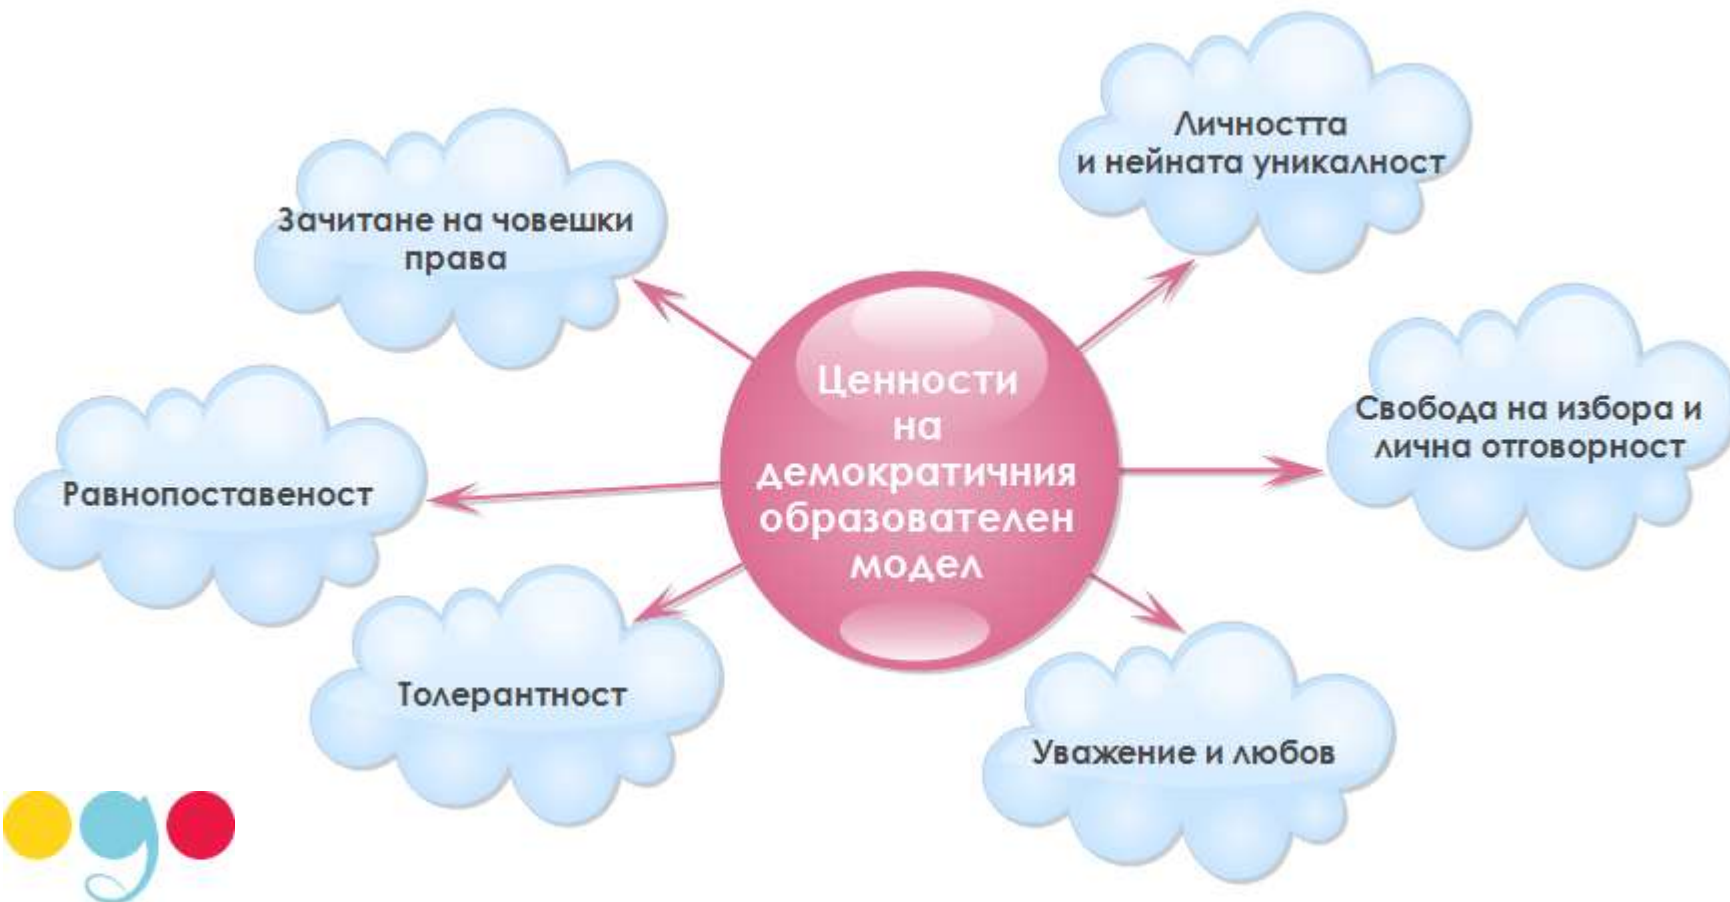 Личността
и нейната уникалност
Зачитане на човешки
права
Ценности
на
демократичния
образователен
модел
Свобода на избора и
лична отговорност
Равнопоставеност
Толерантност
Уважение и любов